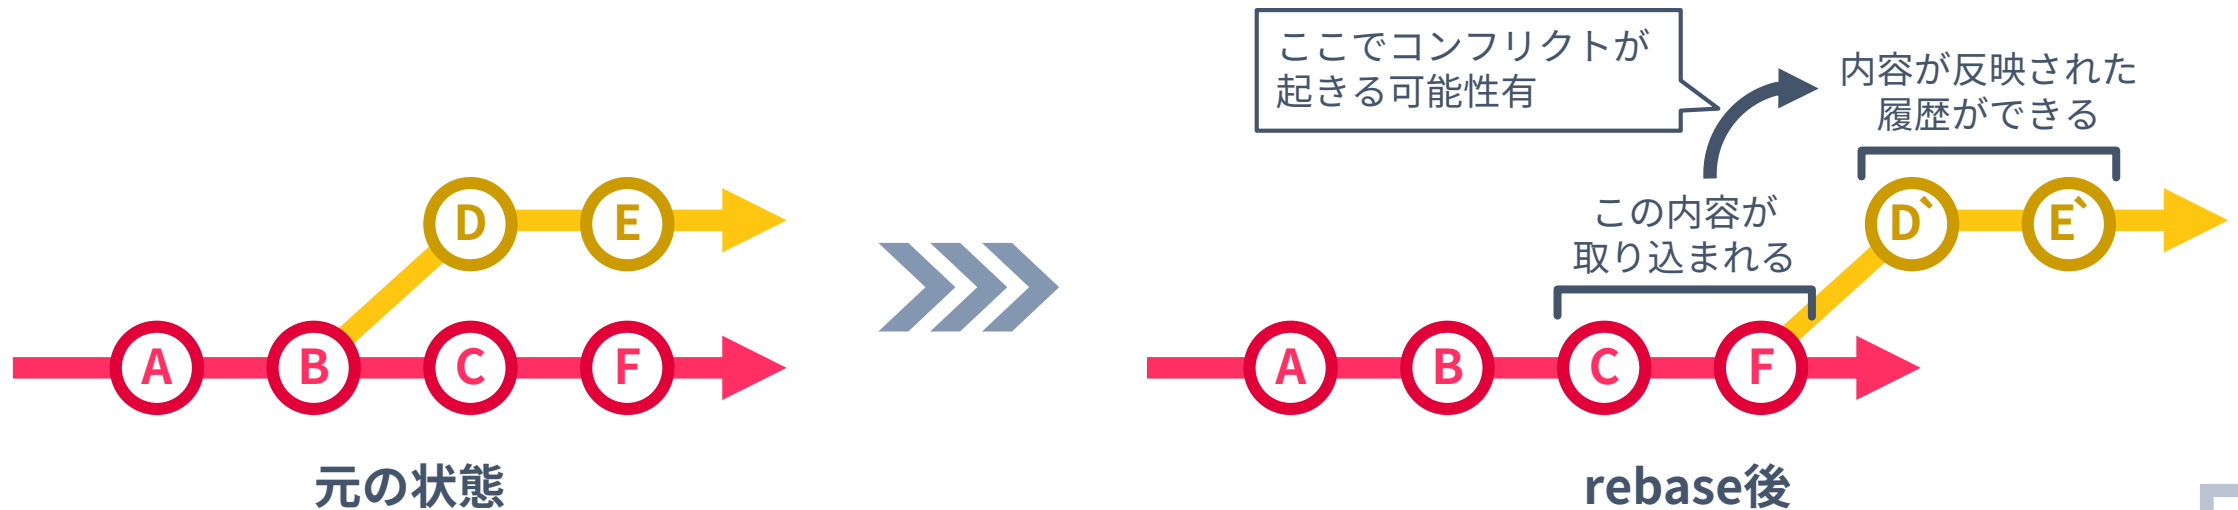 D
E
A
B
C
F
元の状態
ここでコンフリクトが
起きる可能性有
内容が反映された
履歴ができる
この内容が
取り込まれる
D`
E`
A
B
C
F
rebase後